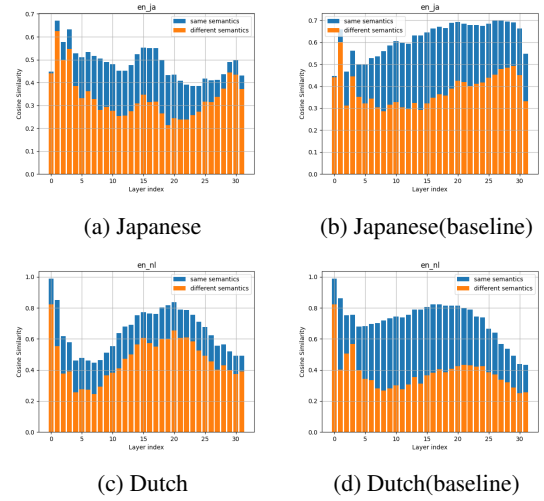 en_ja
same semantics
different semantics
Cosine Similarity
0.7
0.6
0.5
0.4
0.3
0.2
0.1
0.0
0 5 10 15 20 25 30
Layer index
(a) Japanese
en_ja
same semantics
different semantics
Cosine Similarity
0.7
0.6
0.5
0.4
0.3
0.2
0.1
0.0
0 5 10 15 20 25 30
Layer index
(b) Japanese(baseline)
en_nl
same semantics
different semantics
Cosine Similarity
1.0
0.8
0.6
0.4
0.2
0.0
0 5 10 15 20 25 30
Layer index
(c) Dutch
en_nl
same semantics
different semantics
Cosine Similarity
1.0
0.8
0.6
0.4
0.2
0.0
0 5 10 15 20 25 30
Layer index
(d) Dutch(baseline)